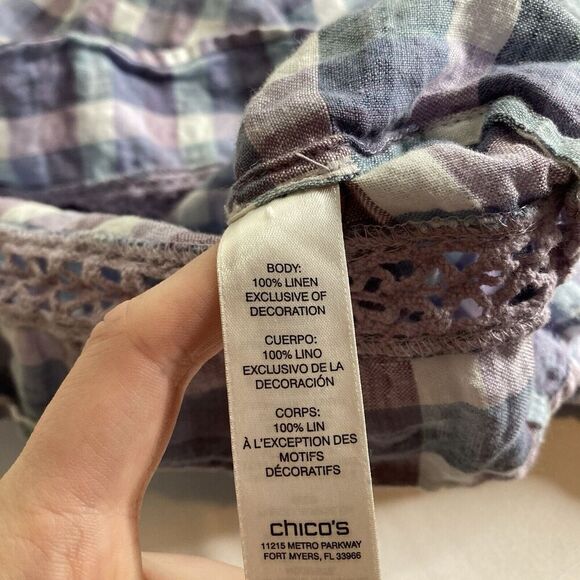 BODY:
100% LINEN
EXCLUSIVE OF
DECORATION
CUERPO:
100% LINO
EXCLUSIVO DE LA
DECORACIÓN
CORPS:
100% LIN
À L'EXCEPTION DES
MOTIFS
DÉCORATIFS
chico's
11215 METRO PARKWAY
FORT MYERS, FL 33966